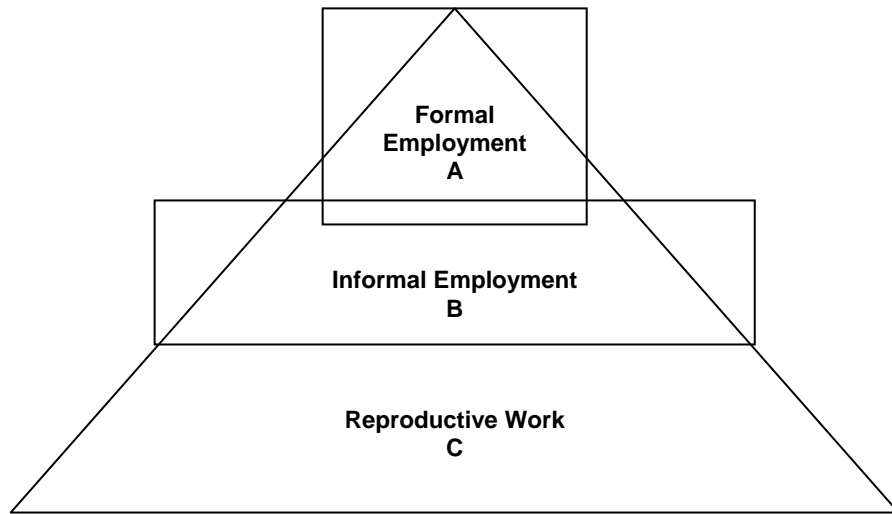 Formal
Employment
A
Informal Employment
B
Reproductive Work
C